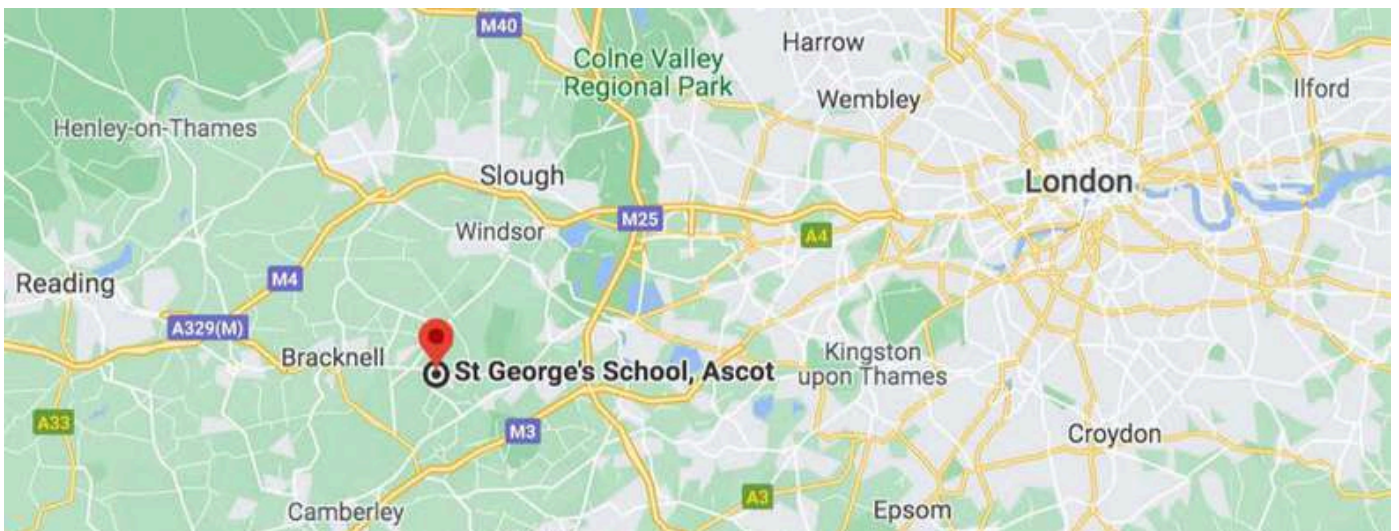 M40
Harrow
Colne Valley
Regional Park
Ilford
Wembley
Henley-on-Thames
Slough
London
M25
Windsor
A4
M4
Reading
A329(M)
Bracknell
St George's School, Ascot
Kingston
upon Thames
A33
M3
Croydon
A3
Camberley
Epsom